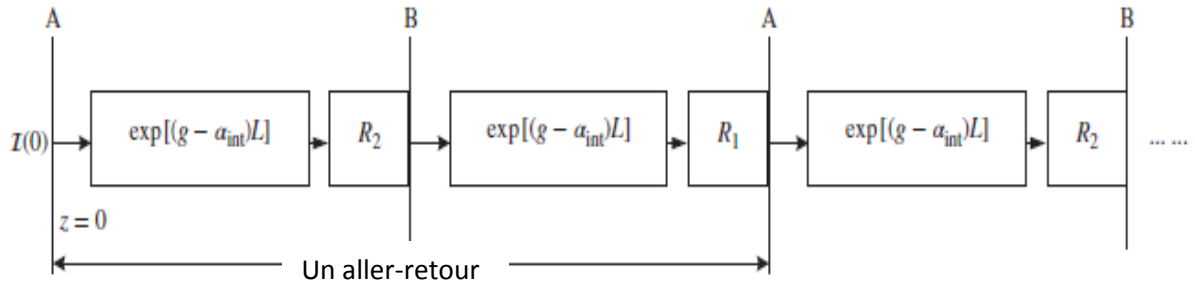 A B A B
I(0) exp[(g − α_int)L] R_2 exp[(g − α_int)L] R_1 exp[(g − α_int)L] R_2 ... ...
z = 0
Un aller-retour